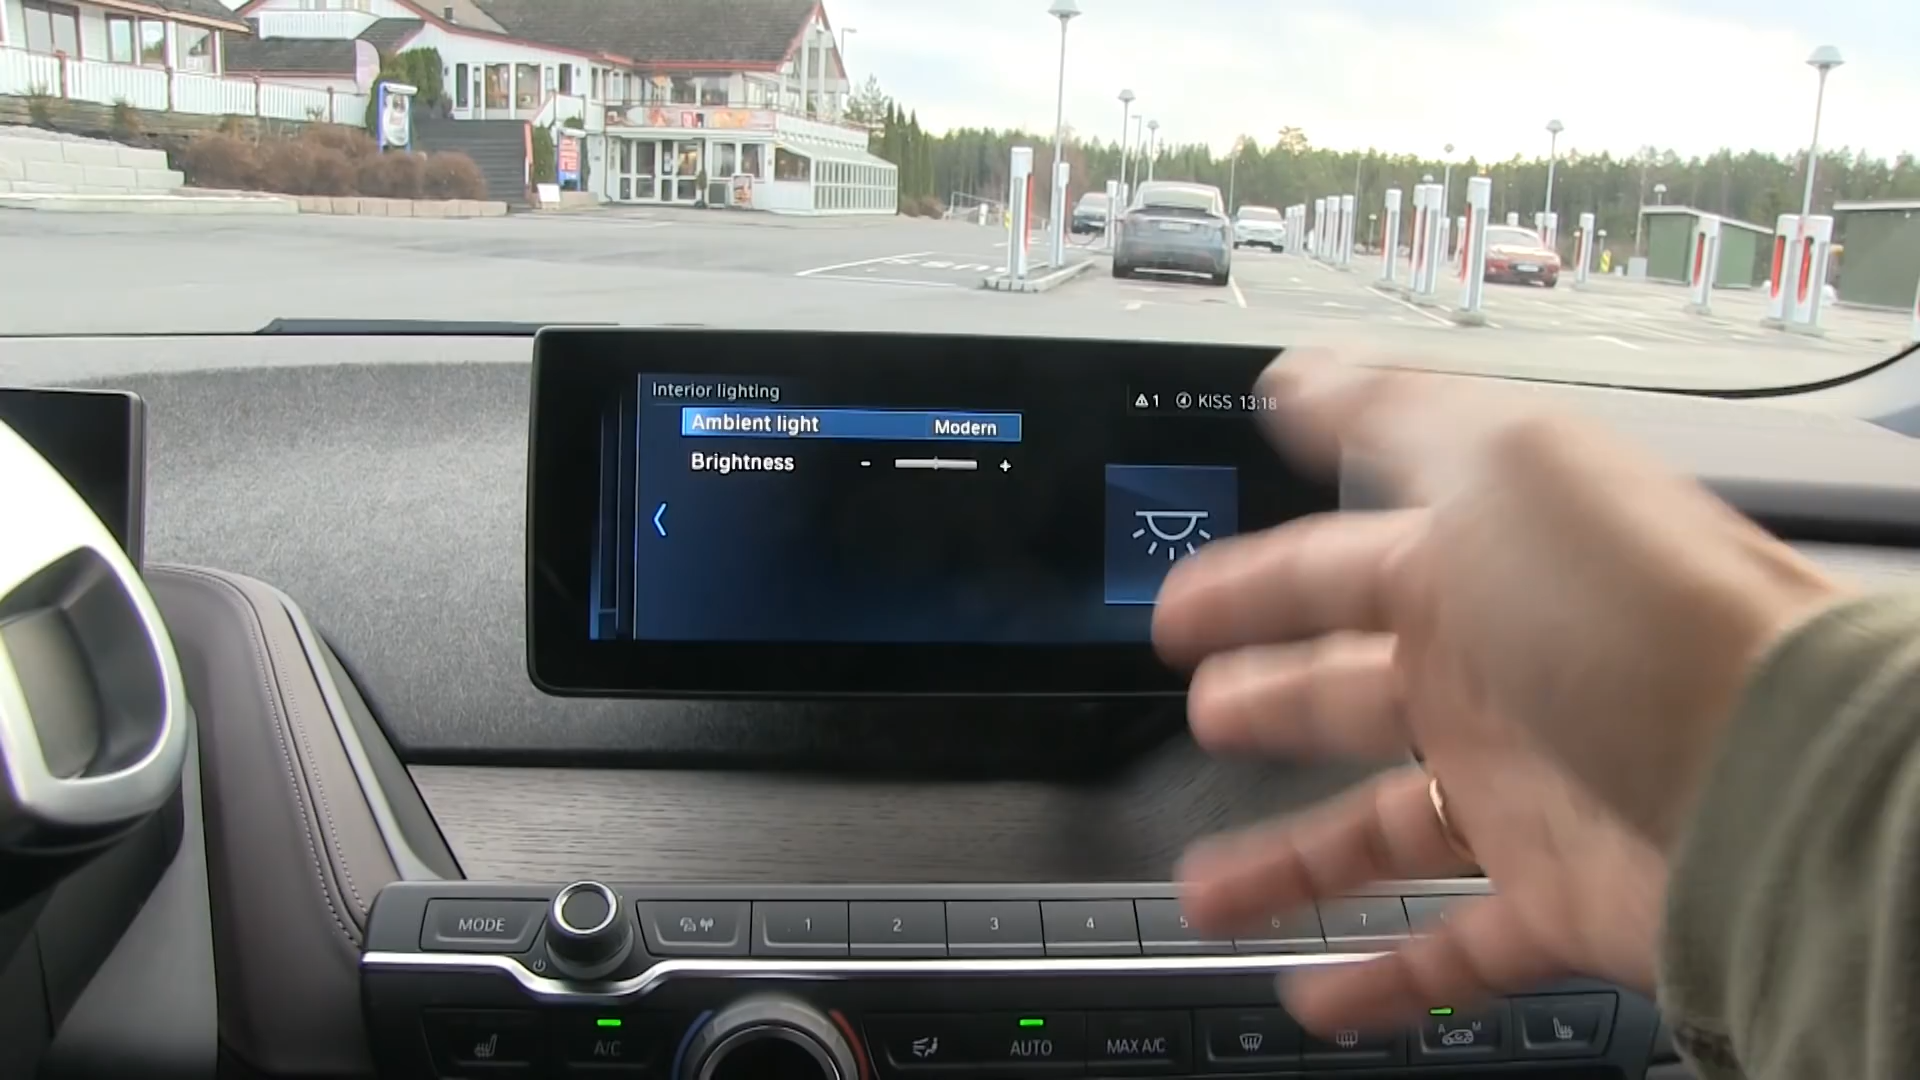 Interior lighting
1 KISS 13:18
Ambient light Modern
Brightness - +
MODE 1 2 3 4 5 6 7
A/C AUTO MAX A/C A M